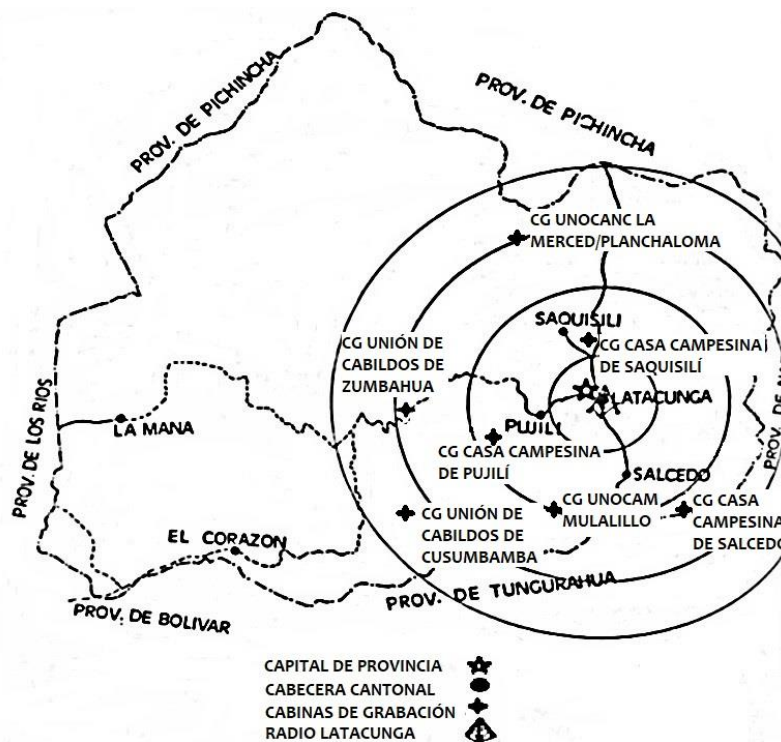 PROV. DE PICHINCHA
PROV. DE PICHINCHA
CG UNOCANC LA
MERCED/PLANCHALOMA
SAQUISILI
CG UNIÓN DE
CABILDOS DE
ZUMBAHUA
CG CASA CAMPESINA
DE SAQUISILÍ
LATACUNGA
LA MANA
PUJILI
PROV. DE LOS RIOS
CG CASA CAMPESINA
DE PUJILÍ
SALCEDO
CG UNIÓN DE
CABILDOS DE
CUSUMBAMBA
CG UNOCAM
MULALILLO
CG CASA
CAMPESINA
DE SALCEDO
EL CORAZON
PROV. DE TUNGURAHUA
PROV. DE BOLIVAR
PROV. DE
CAPITAL DE PROVINCIA
CABECERA CANTONAL
CABINAS DE GRABACIÓN
RADIO LATACUNGA